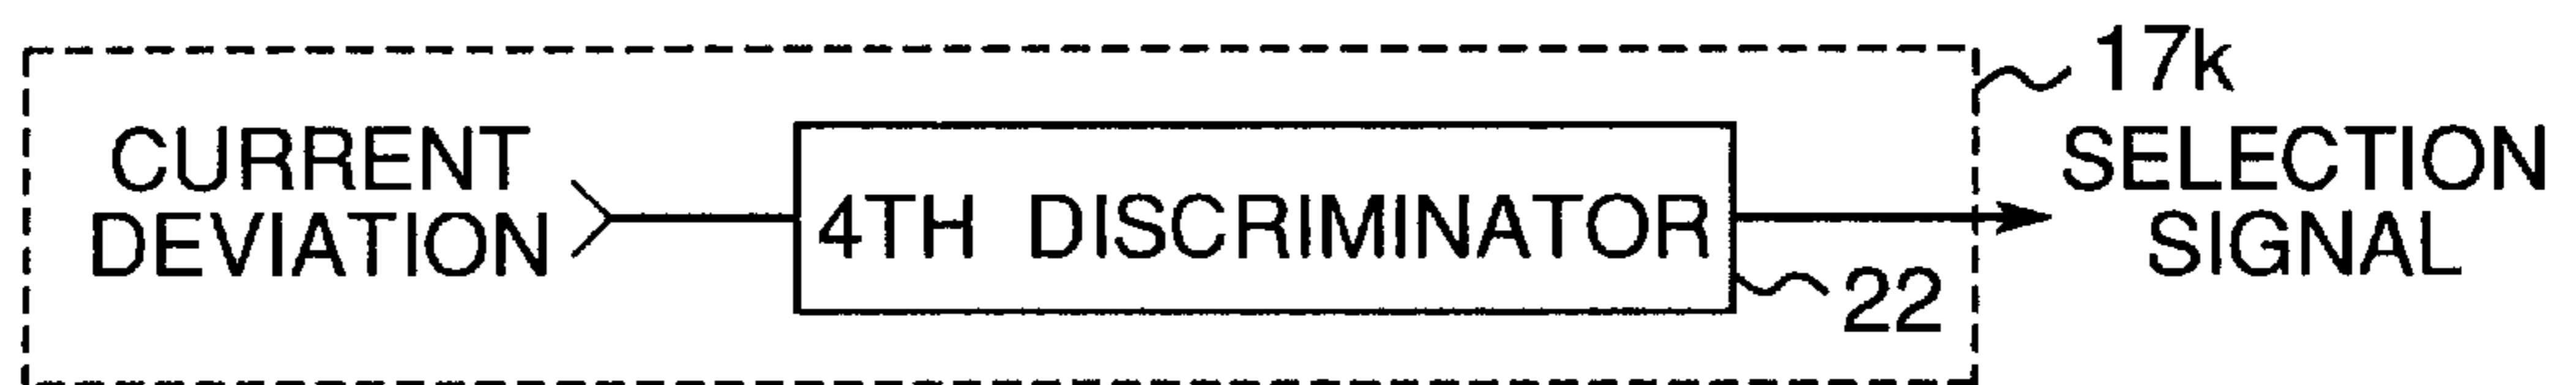 17k
CURRENT
DEVIATION
4TH DISCRIMINATOR
22
SELECTION
SIGNAL